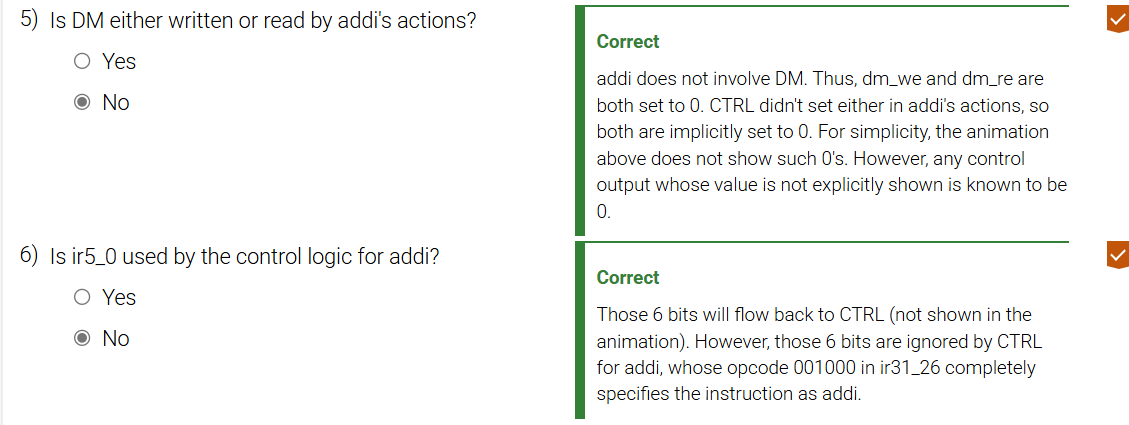 5) Is DM either written or read by addi's actions?
Yes
No
Correct
addi does not involve DM. Thus, dm_we and dm_re are
both set to 0. CTRL didn't set either in addi's actions, so
both are implicitly set to 0. For simplicity, the animation
above does not show such 0's. However, any control
output whose value is not explicitly shown is known to be
0.
6) Is ir5_0 used by the control logic for addi?
Yes
No
Correct
Those 6 bits will flow back to CTRL (not shown in the
animation). However, those 6 bits are ignored by CTRL
for addi, whose opcode 001000 in ir31_26 completely
specifies the instruction as addi.